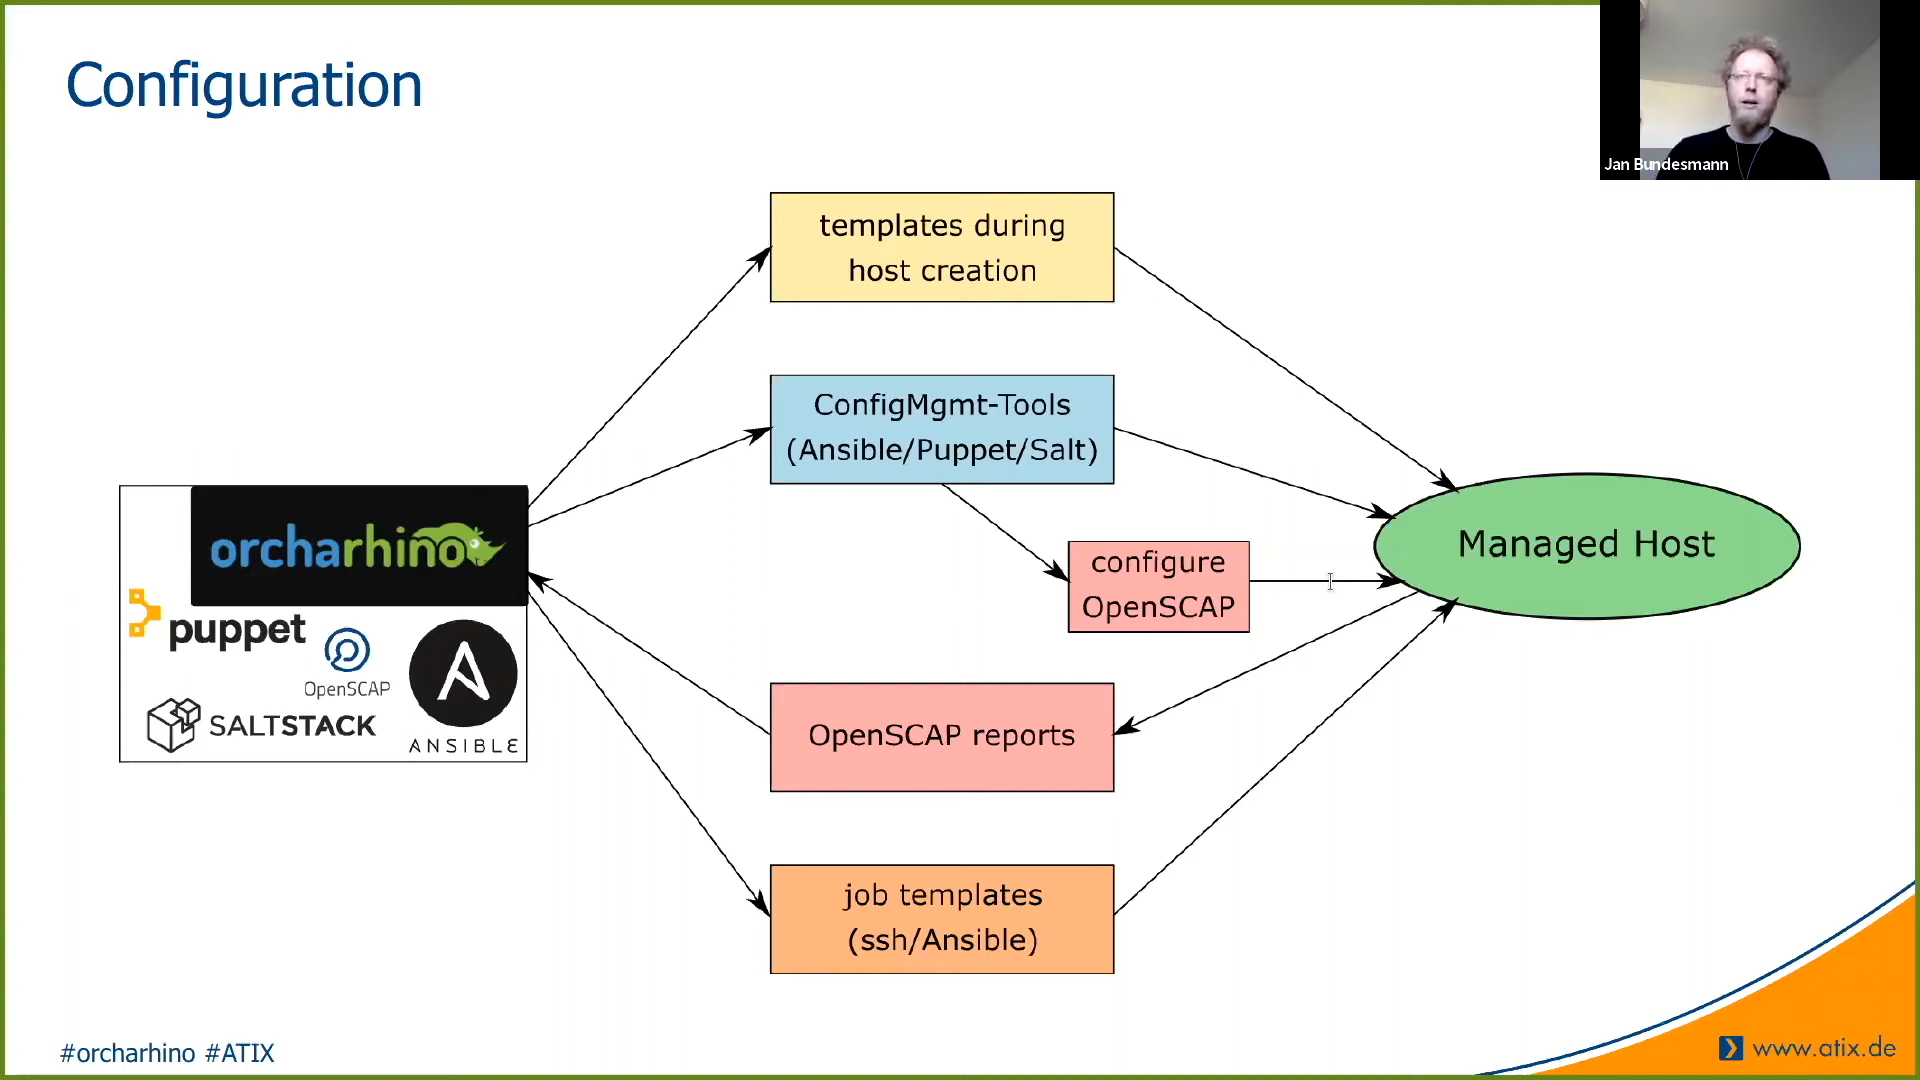 Configuration
Jan Bundesmann
templates during
host creation
ConfigMgmt-Tools
(Ansible/Puppet/Salt)
configure
OpenSCAP
Managed Host
orcharhino
puppet
OpenSCAP
SALTSTACK
ANSIBLE
OpenSCAP reports
job templates
(ssh/Ansible)
#orcharhino #ATIX
www.atix.de